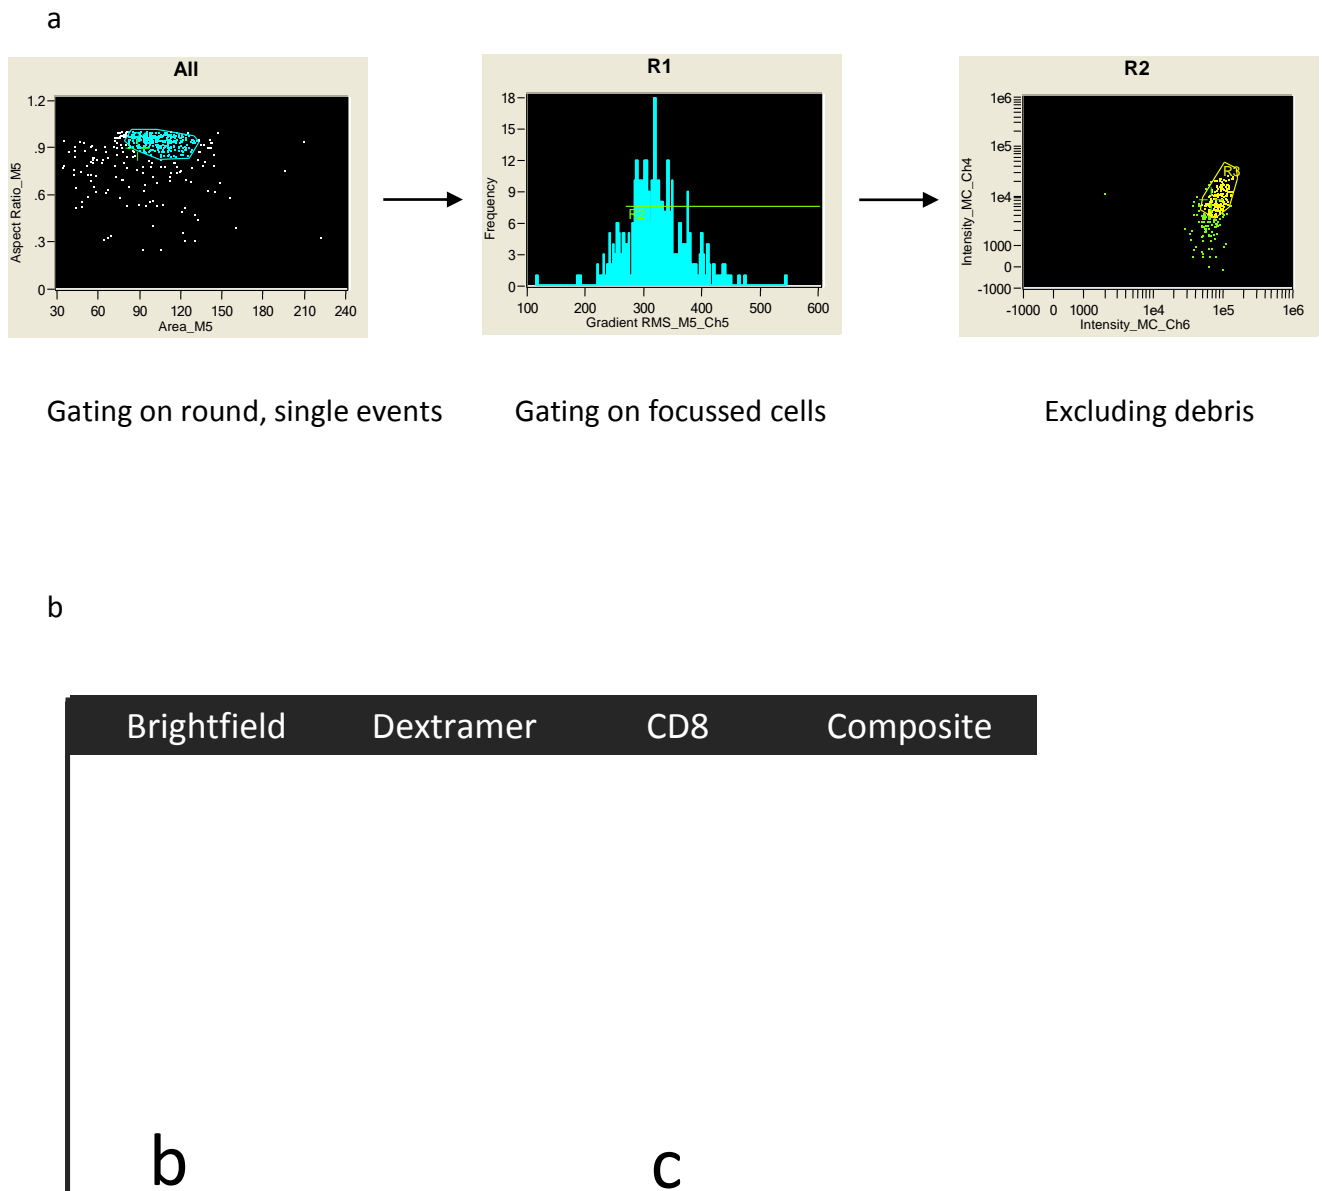 a
All
1.2
.9
.6
.3
0
Aspect Ratio_M5
30 60 90 120 150 180 210 240
Area_M5
R1
18
15
12
9
6
3
0
Frequency
R2
100 200 300 400 500 600
Gradient RMS_M5_Ch5
R2
1e6
1e5
1e4
1000
0
-1000
Intensity_MC_Ch4
R3
-1000 0 1000 1e4 1e5 1e6
Intensity_MC_Ch6
Gating on round, single events
Gating on focussed cells
Excluding debris
b
Brightfield Dextramer CD8 Composite
b c